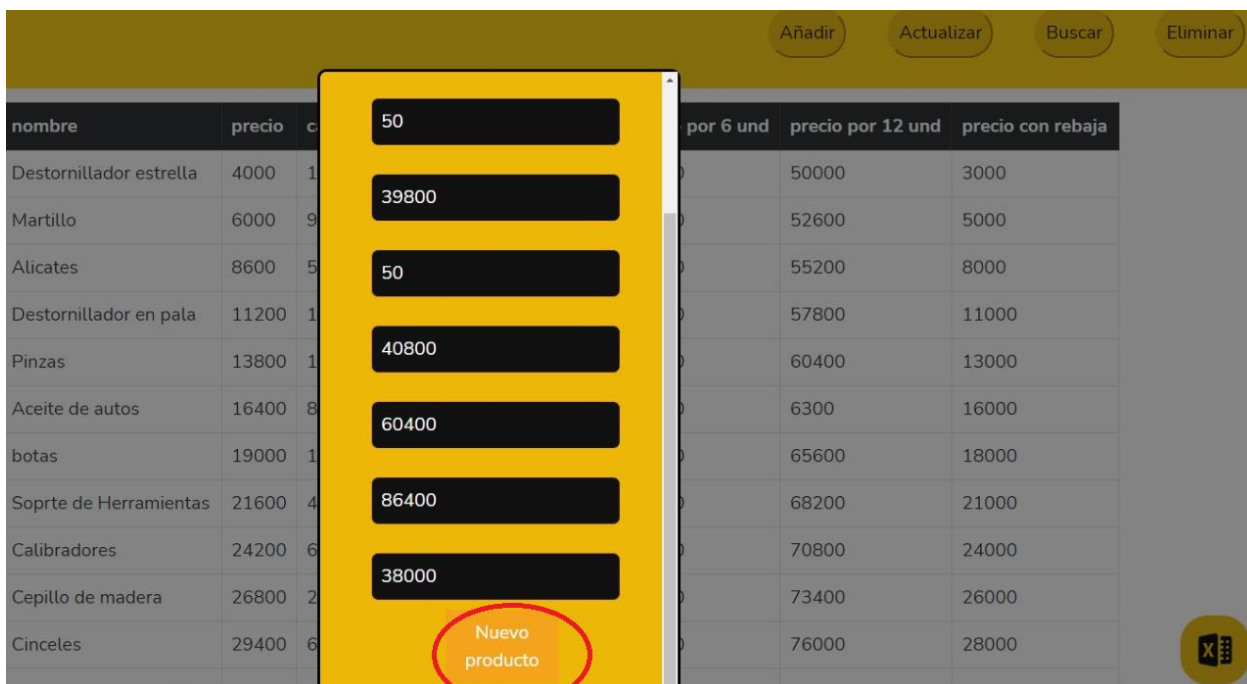 Añadir Actualizar Buscar Eliminar
nombre precio por 6 und precio por 12 und precio con rebaja
Destornillador estrella 4000 50000 3000
Martillo 6000 52600 5000
Alicates 8600 55200 8000
Destornillador en pala 11200 57800 11000
Pinzas 13800 60400 13000
Aceite de autos 16400 6300 16000
botas 19000 65600 18000
Soprte de Herramientas 21600 68200 21000
Calibradores 24200 70800 24000
Cepillo de madera 26800 73400 26000
Cinceles 29400 76000 28000
50
39800
50
40800
60400
86400
38000
Nuevo
producto
X